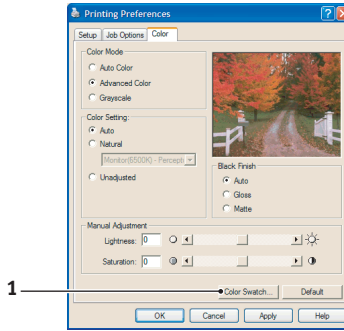 Printing Preferences
Setup Job Options Color
Color Mode
Auto Color
Advanced Color
Grayscale
Color Setting:
Auto
Natural
Monitor(6500K) - Percepti
Unadjusted
Black Finish
Auto
Gloss
Matte
Manual Adjustment
Lightness: 0
Saturation: 0
1
Color Swatch... Default
OK Cancel Apply Help